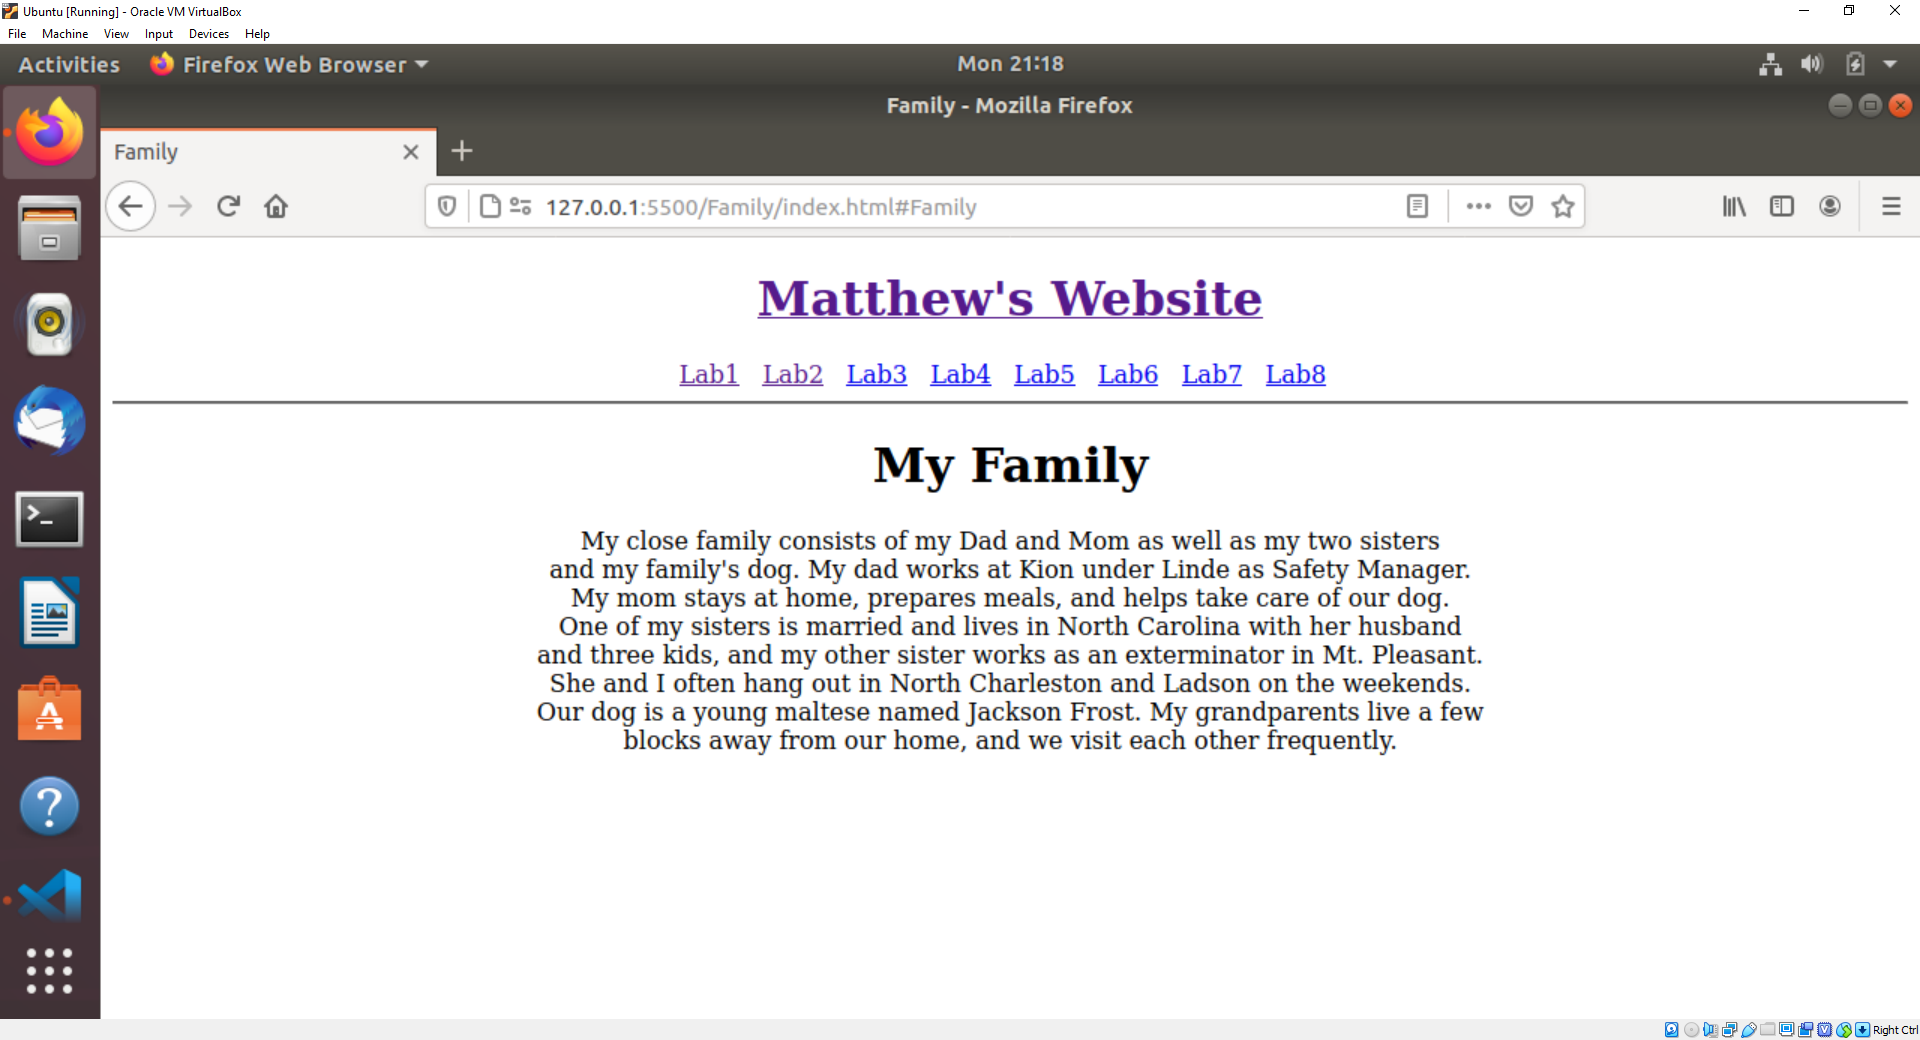 Ubuntu [Running] - Oracle VM VirtualBox
File Machine View Input Devices Help
Activities Firefox Web Browser Mon 21:18
Family - Mozilla Firefox
Family
127.0.0.1:5500/Family/index.html#Family
Matthew's Website
Lab1 Lab2 Lab3 Lab4 Lab5 Lab6 Lab7 Lab8
My Family
My close family consists of my Dad and Mom as well as my two sisters
and my family's dog. My dad works at Kion under Linde as Safety Manager.
My mom stays at home, prepares meals, and helps take care of our dog.
One of my sisters is married and lives in North Carolina with her husband
and three kids, and my other sister works as an exterminator in Mt. Pleasant.
She and I often hang out in North Charleston and Ladson on the weekends.
Our dog is a young maltese named Jackson Frost. My grandparents live a few
blocks away from our home, and we visit each other frequently.
Right Ctrl